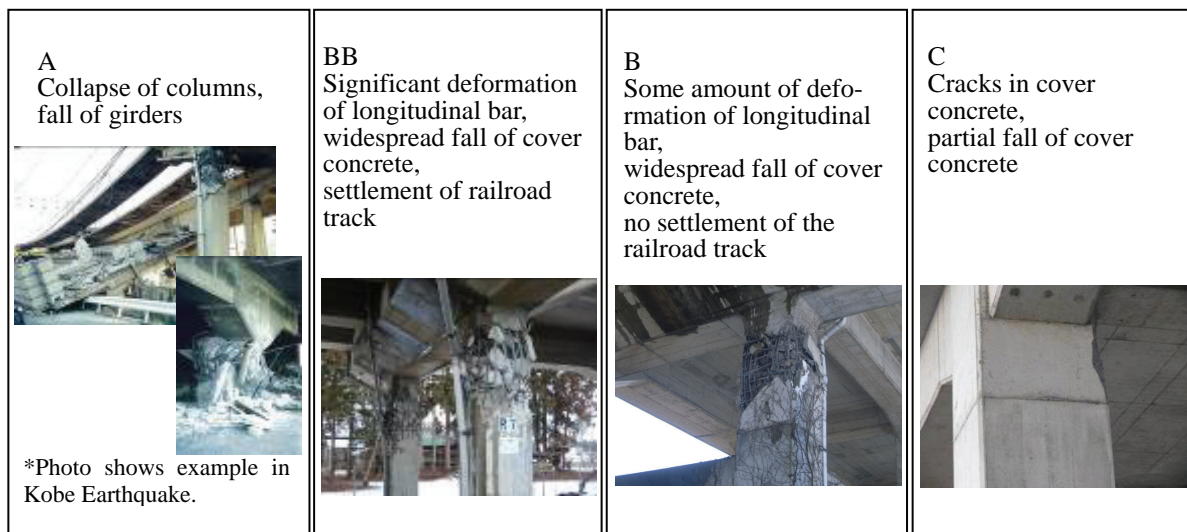 A
Collapse of columns,
fall of girders
*Photo shows example in
Kobe Earthquake.
BB
Significant deformation
of longitudinal bar,
widespread fall of cover
concrete,
settlement of railroad
track
RT
B
Some amount of defo-
rmation of longitudinal
bar,
widespread fall of cover
concrete,
no settlement of the
railroad track
C
Cracks in cover
concrete,
partial fall of cover
concrete